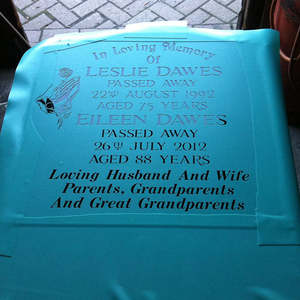 In Loving Memory
Of
LESLIE DAWES
PASSED AWAY
22ND AUGUST 1992
AGED 75 YEARS
EILEEN DAWES
PASSED AWAY
26TH JULY 2012
AGED 88 YEARS
Loving Husband And Wife
Parents, Grandparents
And Great Grandparents